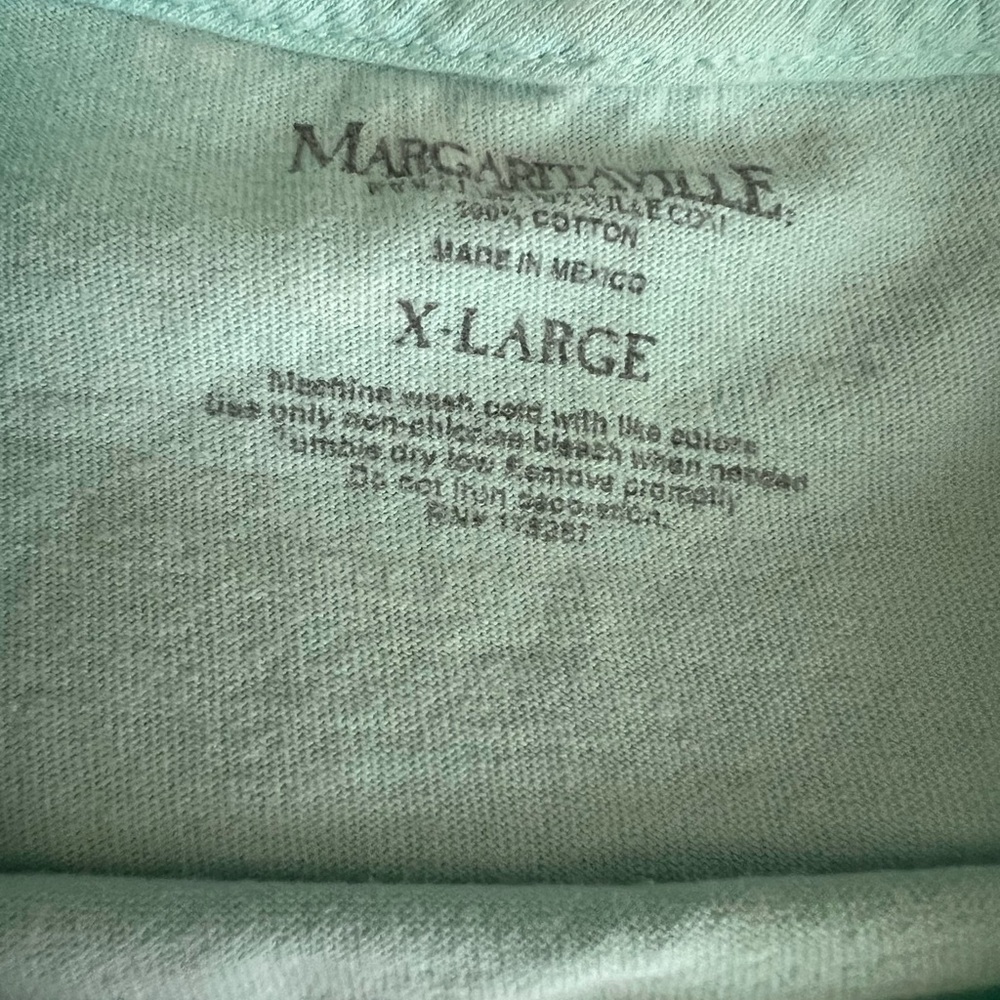 MARGARITAVILLE
100% COTTON
MADE IN MEXICO
X-LARGE
Machine wash cold with like colors
Use only non-chlorine bleach when needed
Tumble dry low Remove promptly
Do not iron decoration.
RN#